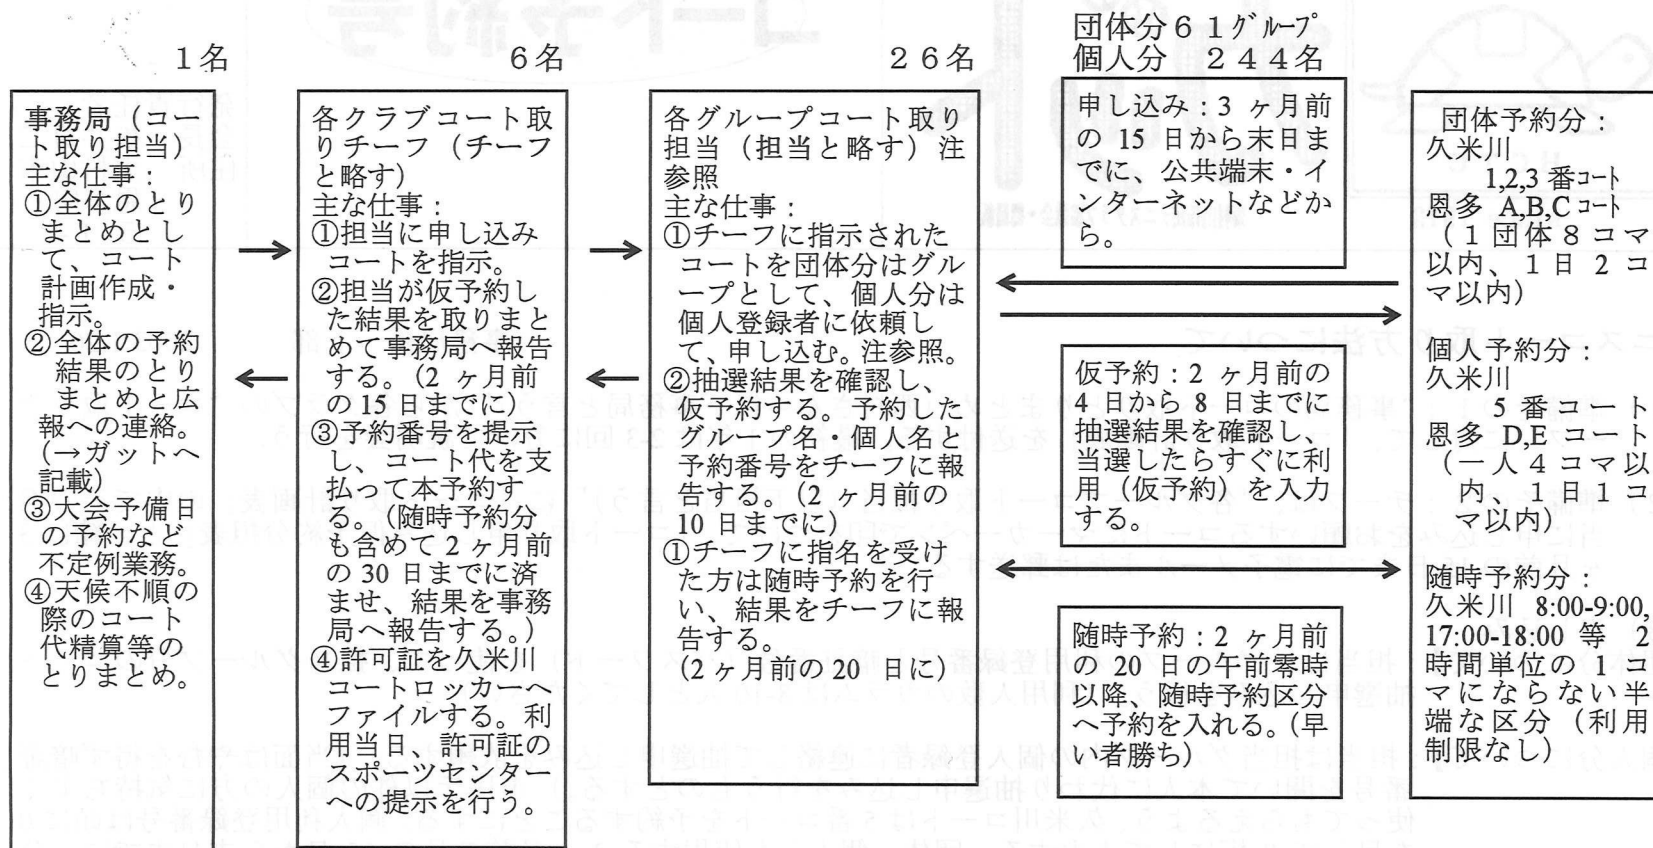 1名
事務局（コー
ト取り担当）
主な仕事：
①全体のとり
まとめとし
て、コート
計画作成・
指示。
②全体の予約
結果のとり
まとめと広
報への連絡。
(→ガットへ
記載)
③大会予備日
の予約など
不定例業務。
④天候不順の
際のコート
代精算等の
とりまとめ。
6名
各クラブコート取
りチーフ（チーフ
と略す）
主な仕事：
①担当に申し込み
コートを指示。
②担当が仮予約し
た結果を取りまと
めて事務局へ報告
する。（2 ヶ月前
の 15 日までに）
③予約番号を提示
し、コート代を支
払って本予約す
る。（随時予約分
も含めて 2 ヶ月前
の 30 日までに済
ませ、結果を事務
局へ報告する。）
④許可証を久米川
コートロッカーへ
ファイルする。利
用当日、許可証の
スポーツセンター
への提示を行う。
26名
各グループコート取り
担当（担当と略す）注
参照
主な仕事：
①チーフに指示された
コートを団体分はグル
ープとして、個人分は
個人登録者に依頼し
て、申し込む。注参照。
②抽選結果を確認し、
仮予約する。予約した
グループ名・個人名と
予約番号をチーフに報
告する。（2 ヶ月前の
10 日までに）
①チーフに指名を受け
た方は随時予約を行
い、結果をチーフに報
告する。
（2 ヶ月前の 20 日に）
団体分61グループ
個人分 244名
申し込み：3 ヶ月前
の 15 日から末日ま
でに、公共端末・イ
ンターネットなどか
ら。
仮予約：2 ヶ月前の
4 日から 8 日までに
抽選結果を確認し、
当選したらすぐに利
用（仮予約）を入力
する。
随時予約：2 ヶ月前
の 20 日の午前零時
以降、随時予約区分
へ予約を入れる。（早
い者勝ち）
団体予約分：
久米川
1,2,3 番コート
恩多 A,B,C コート
（1団体8コマ
以内、1日 2 コ
マ以内）
個人予約分：
久米川
5 番コート
恩多 D,E コート
（一人4コマ以
内、1日1コ
マ以内）
随時予約分：
久米川 8:00-9:00,
17:00-18:00 等 2
時間単位の 1 コ
マにならない半
端な区分（利用
制限なし）